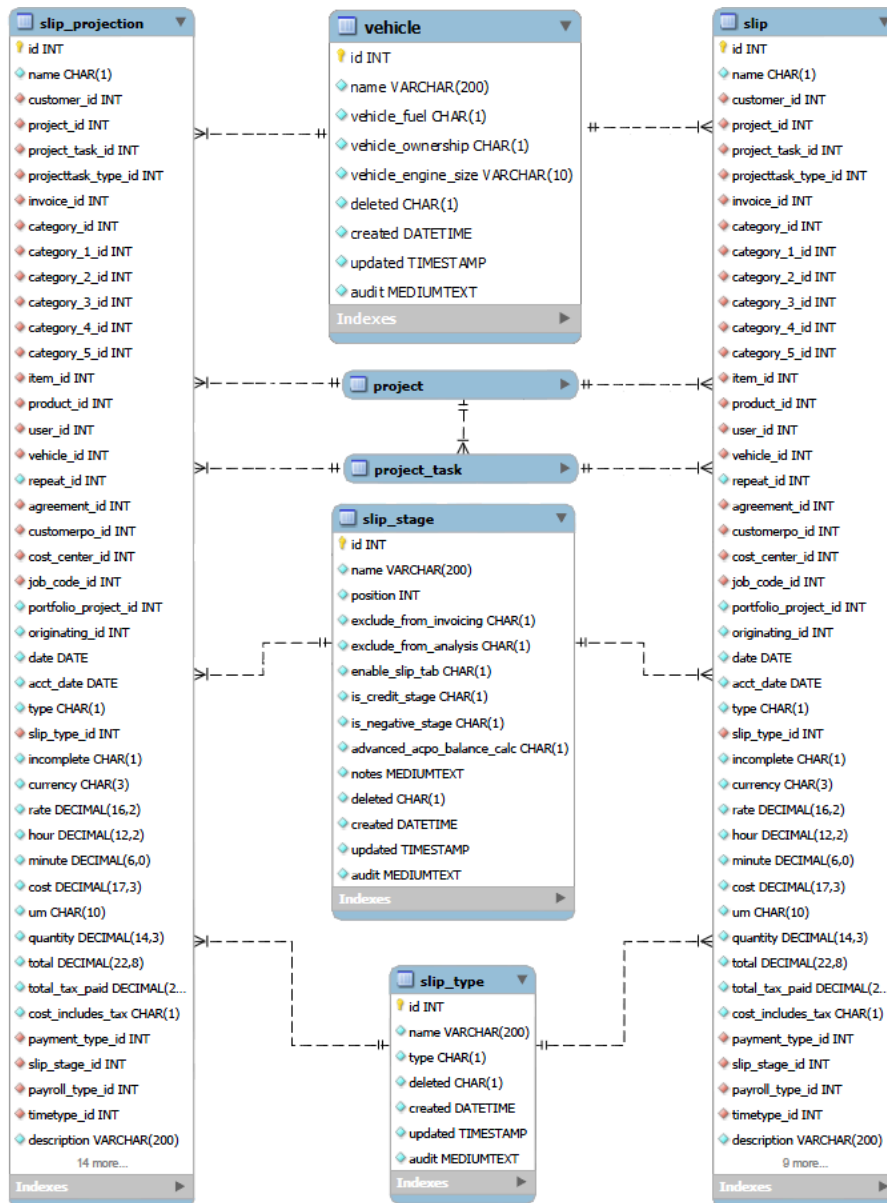 slip_projection
id INT
name CHAR(1)
customer_id INT
project_id INT
project_task_id INT
projecttask_type_id INT
invoice_id INT
category_id INT
category_1_id INT
category_2_id INT
category_3_id INT
category_4_id INT
category_5_id INT
item_id INT
product_id INT
user_id INT
vehicle_id INT
repeat_id INT
agreement_id INT
customerpo_id INT
cost_center_id INT
job_code_id INT
portfolio_project_id INT
originating_id INT
date DATE
acct_date DATE
type CHAR(1)
slip_type_id INT
incomplete CHAR(1)
currency CHAR(3)
rate DECIMAL(16,2)
hour DECIMAL(12,2)
minute DECIMAL(6,0)
cost DECIMAL(17,3)
um CHAR(10)
quantity DECIMAL(14,3)
total DECIMAL(22,8)
total_tax_paid DECIMAL(2...
cost_includes_tax CHAR(1)
payment_type_id INT
slip_stage_id INT
payroll_type_id INT
timetype_id INT
description VARCHAR(200)
14 more...
Indexes
vehicle
id INT
name VARCHAR(200)
vehicle_fuel CHAR(1)
vehicle_ownership CHAR(1)
vehicle_engine_size VARCHAR(10)
deleted CHAR(1)
created DATETIME
updated TIMESTAMP
audit MEDIUMTEXT
Indexes
project
project_task
slip_stage
id INT
name VARCHAR(200)
position INT
exclude_from_invoicing CHAR(1)
exclude_from_analysis CHAR(1)
enable_slip_tab CHAR(1)
is_credit_stage CHAR(1)
is_negative_stage CHAR(1)
advanced_acpo_balance_calc CHAR(1)
notes MEDIUMTEXT
deleted CHAR(1)
created DATETIME
updated TIMESTAMP
audit MEDIUMTEXT
Indexes
slip_type
id INT
name VARCHAR(200)
type CHAR(1)
deleted CHAR(1)
created DATETIME
updated TIMESTAMP
audit MEDIUMTEXT
Indexes
slip
id INT
name CHAR(1)
customer_id INT
project_id INT
project_task_id INT
projecttask_type_id INT
invoice_id INT
category_id INT
category_1_id INT
category_2_id INT
category_3_id INT
category_4_id INT
category_5_id INT
item_id INT
product_id INT
user_id INT
vehicle_id INT
repeat_id INT
agreement_id INT
customerpo_id INT
cost_center_id INT
job_code_id INT
portfolio_project_id INT
originating_id INT
date DATE
acct_date DATE
type CHAR(1)
slip_type_id INT
incomplete CHAR(1)
currency CHAR(3)
rate DECIMAL(16,2)
hour DECIMAL(12,2)
minute DECIMAL(6,0)
cost DECIMAL(17,3)
um CHAR(10)
quantity DECIMAL(14,3)
total DECIMAL(22,8)
total_tax_paid DECIMAL(2...
cost_includes_tax CHAR(1)
payment_type_id INT
slip_stage_id INT
payroll_type_id INT
timetype_id INT
description VARCHAR(200)
9 more...
Indexes